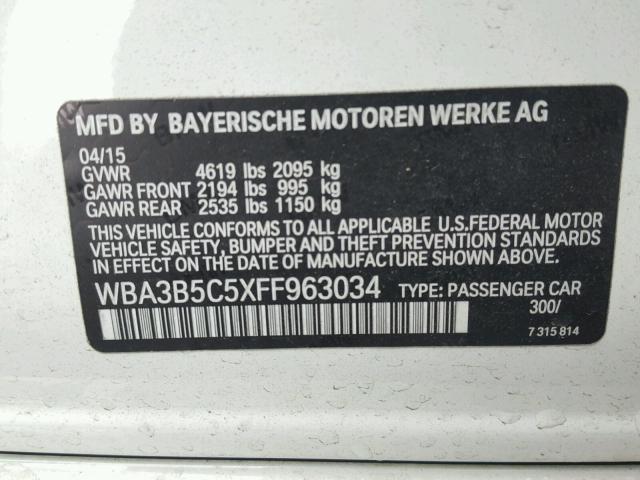 MFD BY BAYERISCHE MOTOREN WERKE AG
04/15
GVWR 4619 lbs 2095 kg
GAWR FRONT 2194 lbs 995 kg
GAWR REAR 2535 lbs 1150 kg
THIS VEHICLE CONFORMS TO ALL APPLICABLE U.S.FEDERAL MOTOR
VEHICLE SAFETY, BUMPER AND THEFT PREVENTION STANDARDS
IN EFFECT ON THE DATE OF MANUFACTURE SHOWN ABOVE.
WBA3B5C5XFF963034 TYPE: PASSENGER CAR
300/
7 315 814